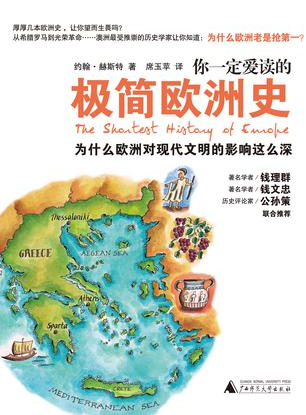 厚厚几本欧洲史，让你望而生畏吗？
从希腊罗马到光荣革命……澳洲最受推崇的历史学家让你知道：为什么欧洲老是抢第一？
约翰·赫斯特 著 席玉苹 译
你一定爱读的
极简欧洲史
The Shortest History of Europe
为什么欧洲对现代文明的影响这么深
著名学者/钱理群
著名学者/钱文忠
历史评论家/公孙策
联合推荐
Thessaloniki
GREECE
AEGEAN SEA
Athens
Sparta
Crete
MEDITERRANEAN SEA
GUANGXI NORMAL UNIVERSITY PRESS
广西师范大学出版社